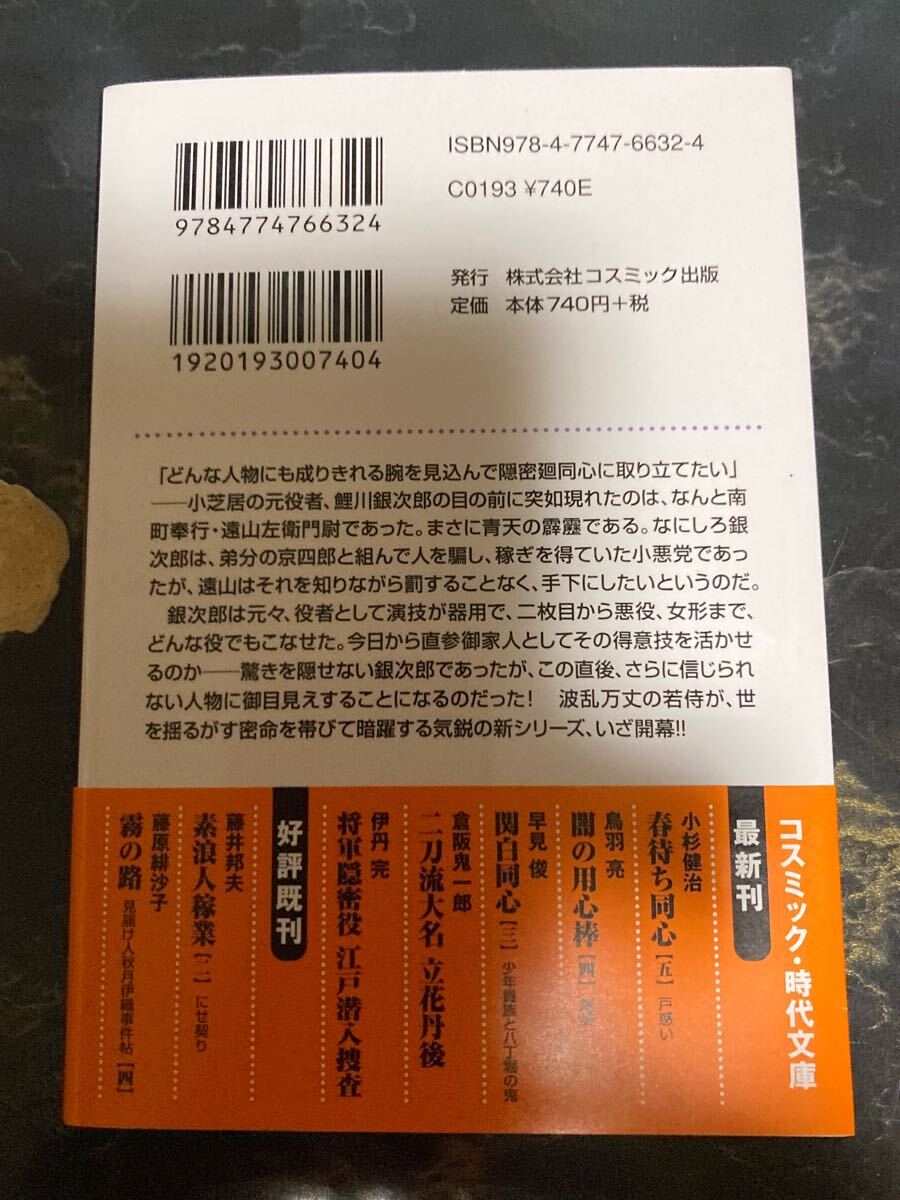 ISBN978-4-7747-6632-4
C0193 ¥740E
9784774766324
1920193007404
発行 株式会社コスミック出版
定価 本体740円+税
「どんな人物にも成りきれる腕を見込んで隠密廻同心に取り立てたい」
――小芝居の元役者、鯉川銀次郎の目の前に突如現れたのは、なんと南
町奉行・遠山左衛門尉であった。まさに青天の霹靂である。なにしろ銀
次郎は、弟分の京四郎と組んで人を騙し、稼ぎを得ていた小悪党であっ
たが、遠山はそれを知りながら罰することなく、手下にしたいというのだ。
銀次郎は元々、役者として演技が器用で、二枚目から悪役、女形まで、
どんな役でもこなせた。今日から直参御家人としてその得意技を活かせ
るのか――驚きを隠せない銀次郎であったが、この直後、さらに信じられ
ない人物に御目見えすることになるのだった! 波乱万丈の若侍が、世
を揺るがす密命を帯びて暗躍する気鋭の新シリーズ、いざ開幕!!
コスミック・時代文庫
最新刊
小杉健治
春待ち同心【五】 戸惑い
鳥羽亮
闇の用心棒【四】
早見俊
関白同心【三】 少年貴族と八丁堀の鬼
倉阪鬼一郎
二刀流大名 立花丹後
伊丹完
将軍隠密役 江戸潜入捜査
好評既刊
藤井邦夫
素浪人稼業【二】 にせ契り
藤原緋沙子
霧の路 見届け人秋月伊織事件帖【四】